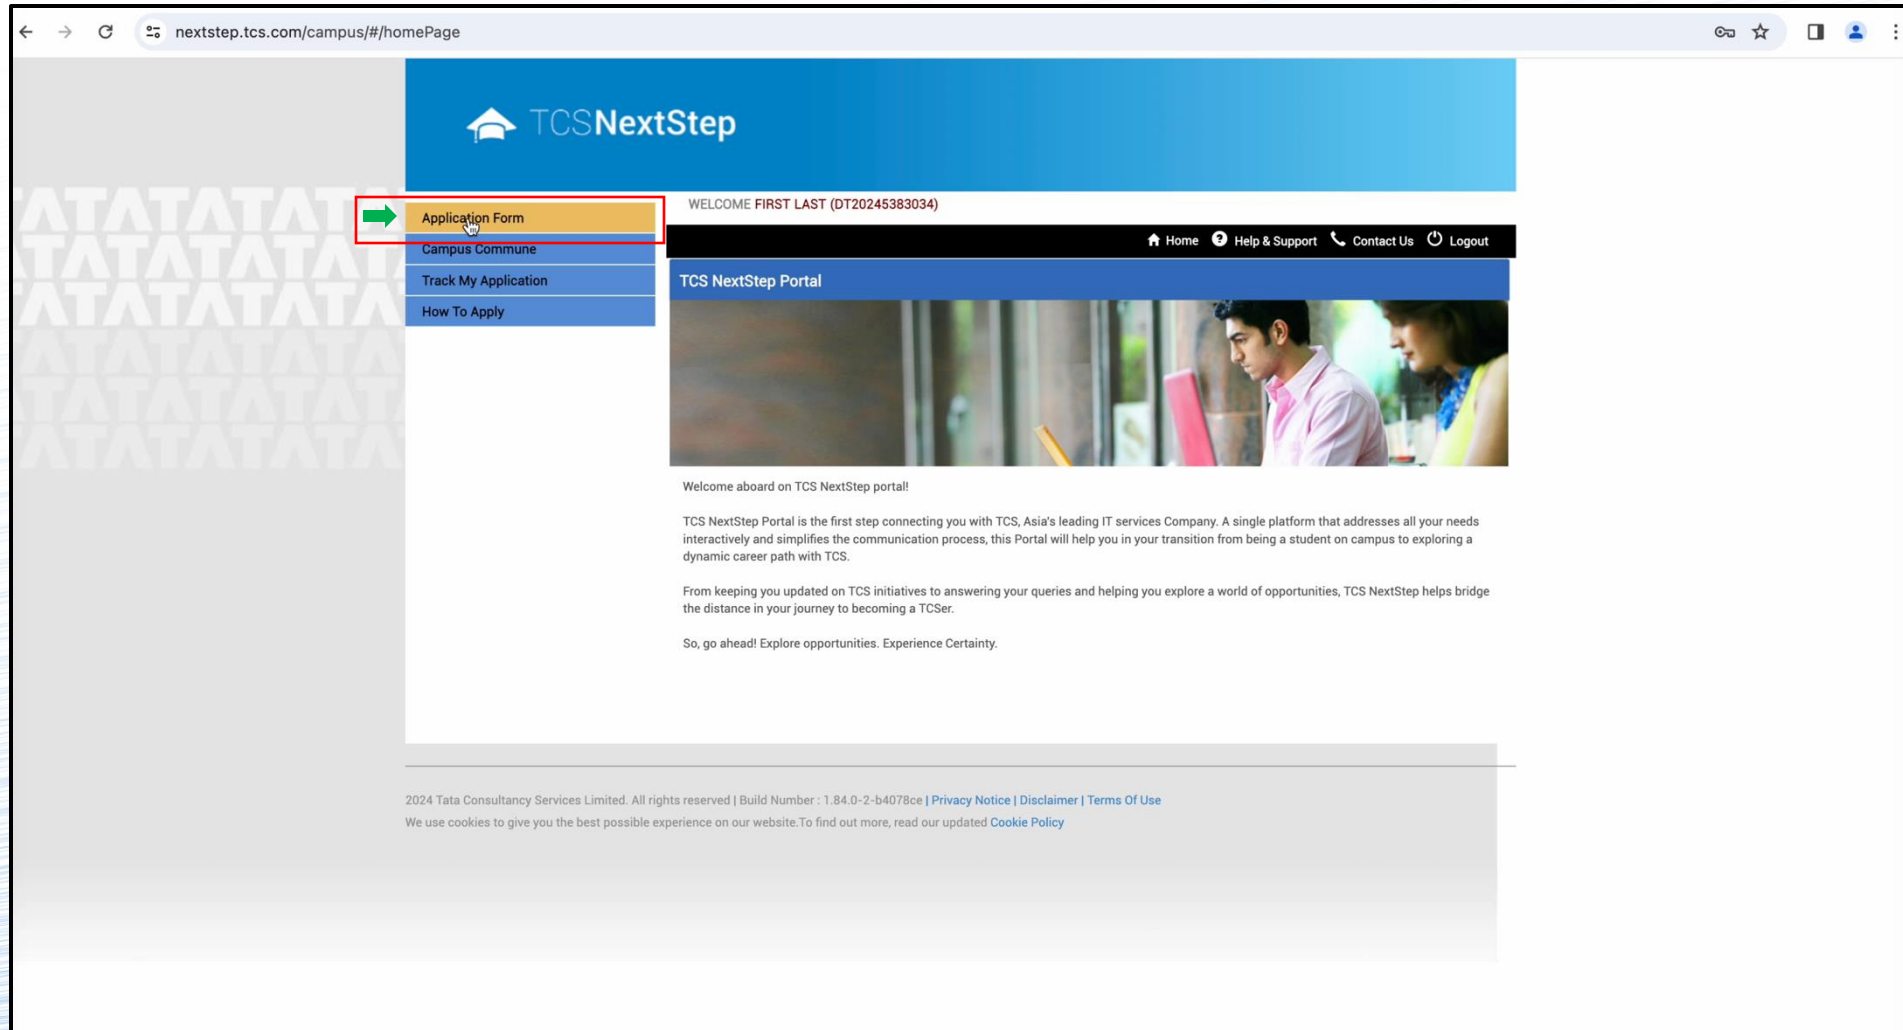 nextstep.tcs.com/campus/#/homePage
TCSNextStep
WELCOME FIRST LAST (DT20245383034)
Application Form
Campus Commune
Track My Application
How To Apply
Home Help & Support Contact Us Logout
TCS NextStep Portal
Welcome aboard on TCS NextStep portal!
TCS NextStep Portal is the first step connecting you with TCS, Asia's leading IT services Company. A single platform that addresses all your needs
interactively and simplifies the communication process, this Portal will help you in your transition from being a student on campus to exploring a
dynamic career path with TCS.
From keeping you updated on TCS initiatives to answering your queries and helping you explore a world of opportunities, TCS NextStep helps bridge
the distance in your journey to becoming a TCSer.
So, go ahead! Explore opportunities. Experience Certainty.
2024 Tata Consultancy Services Limited. All rights reserved | Build Number : 1.84.0-2-b4078ce | Privacy Notice | Disclaimer | Terms Of Use
We use cookies to give you the best possible experience on our website.To find out more, read our updated Cookie Policy